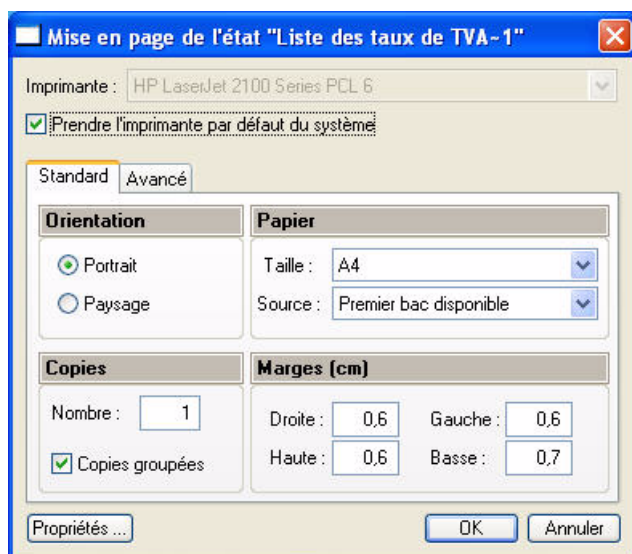 Mise en page de l'état "Liste des taux de TVA~1"
Imprimante : HP LaserJet 2100 Series PCL 6
Prendre l'imprimante par défaut du système
Standard Avancé
Orientation Papier
Portrait Taille : A4
Paysage Source : Premier bac disponible
Copies Marges (cm)
Nombre : 1 Droite : 0,6 Gauche : 0,6
Copies groupées Haute : 0,6 Basse : 0,7
Propriétés ... OK Annuler